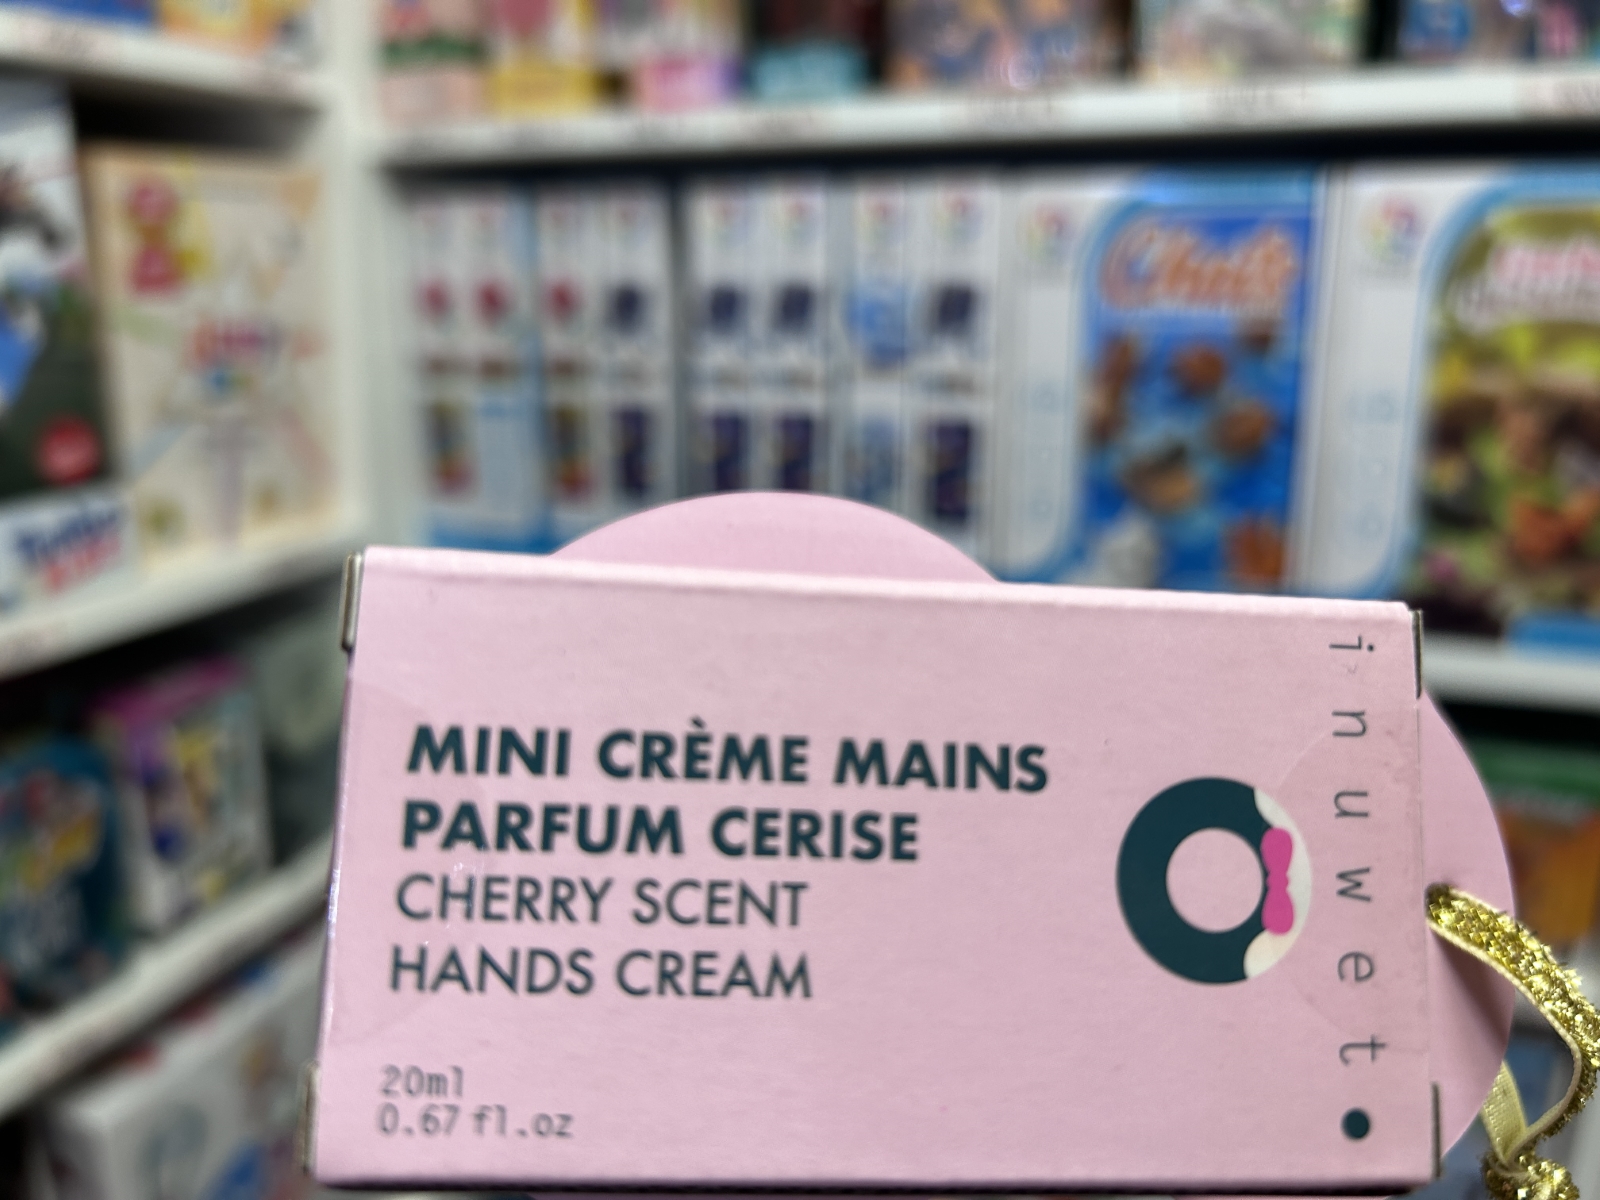 MINI CRÈME MAINS
PARFUM CERISE
CHERRY SCENT
HANDS CREAM
20ml
0.67 fl.oz
inuwet